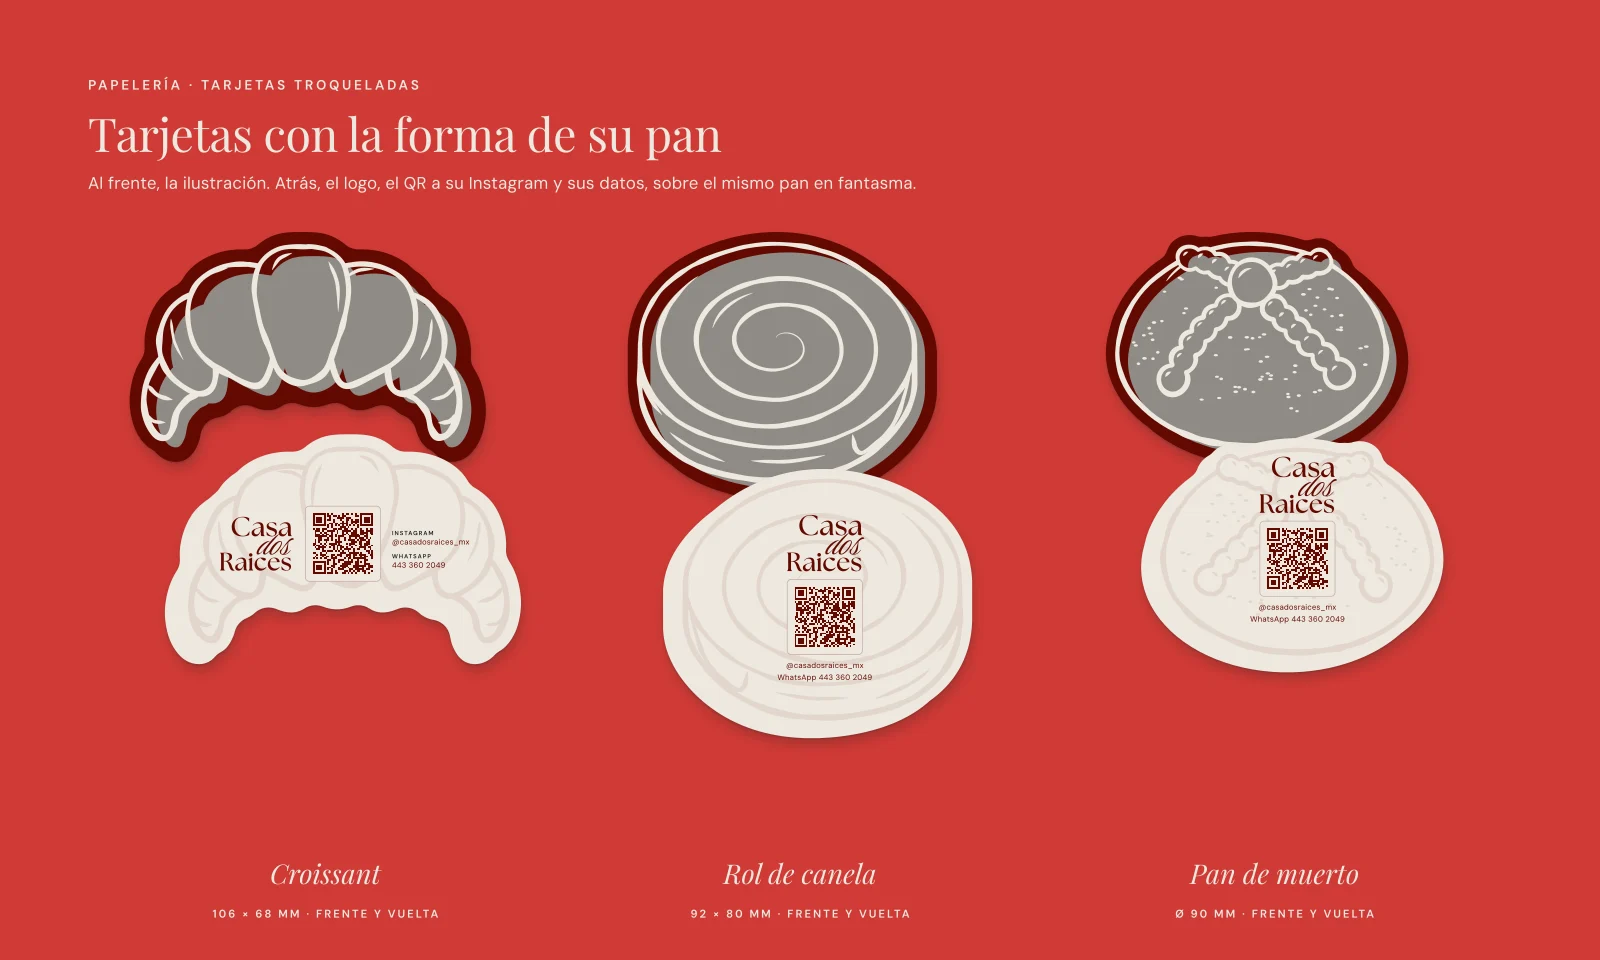 PAPELERÍA · TARJETAS TROQUELADAS
Tarjetas con la forma de su pan
Al frente, la ilustración. Atrás, el logo, el QR a su Instagram y sus datos, sobre el mismo pan en fantasma.
Casa
dos
Raices
INSTAGRAM
@casadosraices_mx
WHATSAPP
443 360 2049
Casa
dos
Raices
@casadosraices_mx
WhatsApp 443 360 2049
Casa
dos
Raices
@casadosraices_mx
WhatsApp 443 360 2049
Croissant
106 × 68 MM · FRENTE Y VUELTA
Rol de canela
92 × 80 MM · FRENTE Y VUELTA
Pan de muerto
Ø 90 MM · FRENTE Y VUELTA